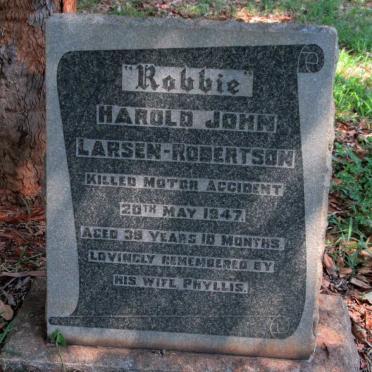 "Robbie"
HAROLD JOHN
LARSEN-ROBERTSON
KILLED MOTOR ACCIDENT
20TH MAY 1947.
AGED 39 YEARS 10 MONTHS.
LOVINGLY REMEMBERED BY
HIS WIFE PHYLLIS.